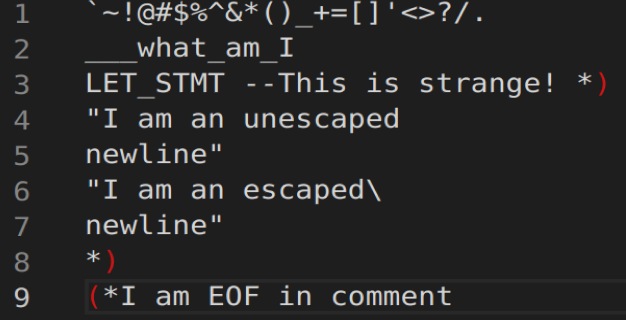 1 `~!@#$%^&*()_+=[]'<>?/.
2 ___what_am_I
3 LET_STMT --This is strange! *)
4 "I am an unescaped
5 newline"
6 "I am an escaped\
7 newline"
8 *)
9 (*I am EOF in comment